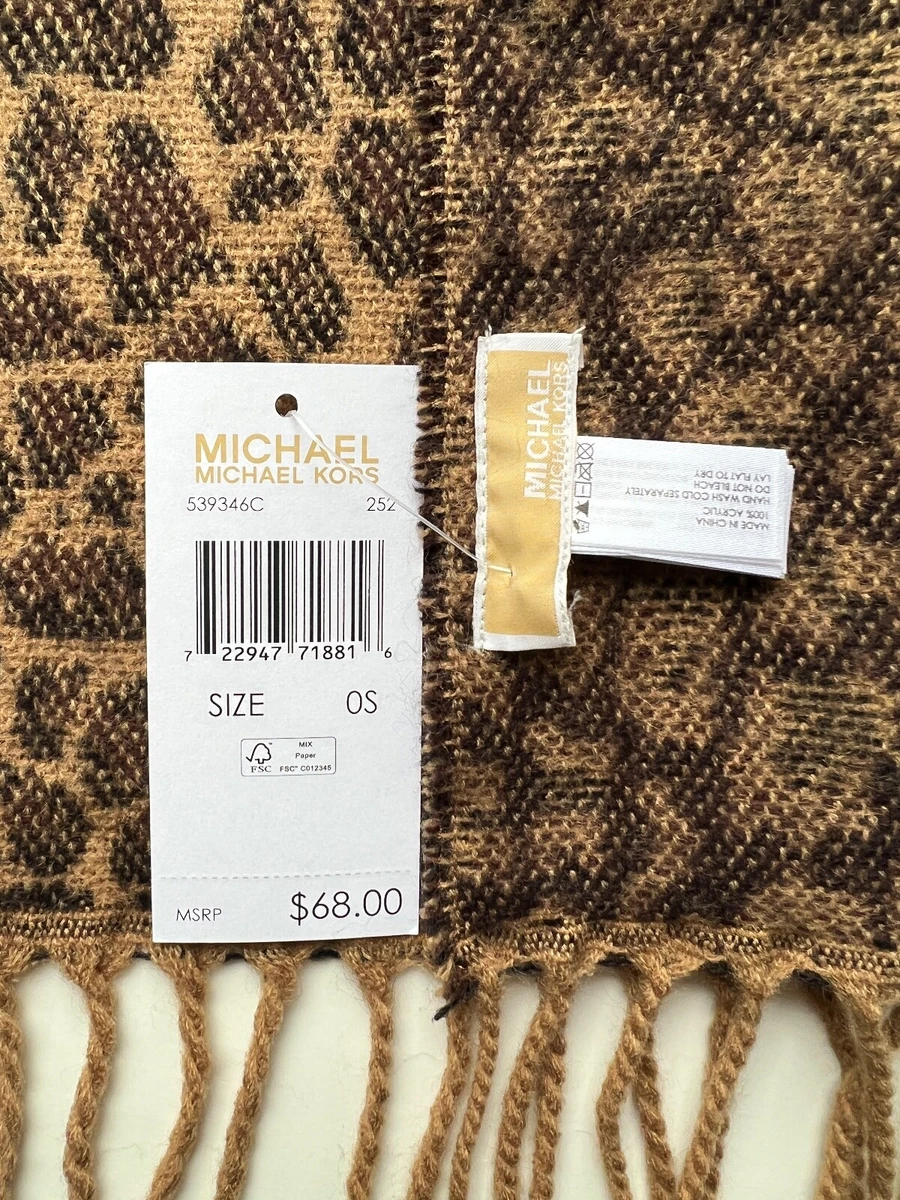 MICHAEL
MICHAEL KORS
539346C 252
7 22947 71881 6
SIZE OS
FSC
MIX
Paper
FSC™ C012345
MSRP $68.00
MICHAEL
MICHAEL KORS
MADE IN CHINA
100% ACRYLIC
HAND WASH COLD SEPARATELY
DO NOT BLEACH
LAY FLAT TO DRY